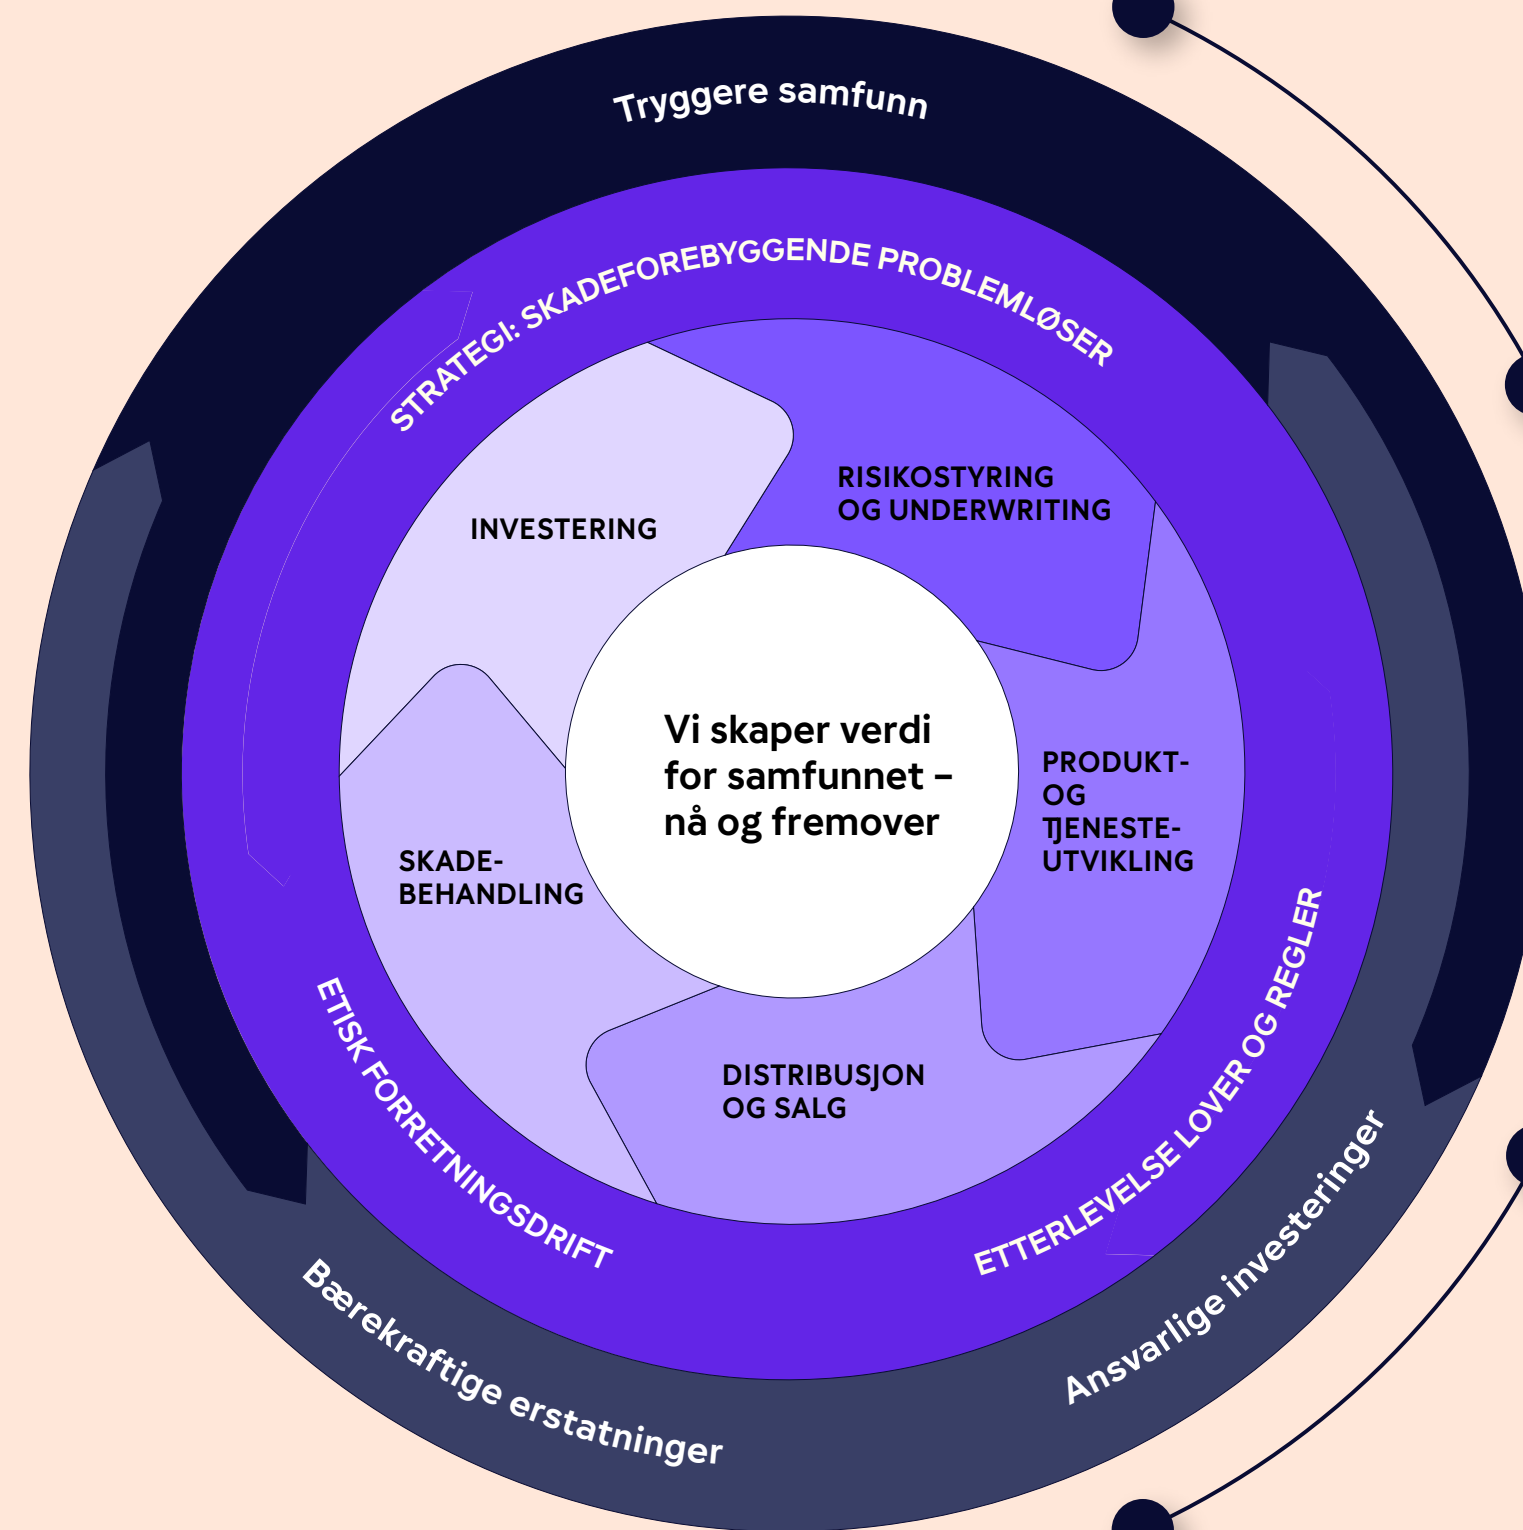 Tryggere samfunn
STRATEGI: SKADEFOREBYGGENDE PROBLEMLØSER
RISIKOSTYRING
OG UNDERWRITING
INVESTERING
Vi skaper verdi
for samfunnet –
nå og fremover
PRODUKT-
OG
TJENESTE-
UTVIKLING
SKADE-
BEHANDLING
DISTRIBUSJON
OG SALG
ETISK FORRETNINGSDRIFT
ETTERLEVELSE LOVER OG REGLER
Bærekraftige erstatninger
Ansvarlige investeringer